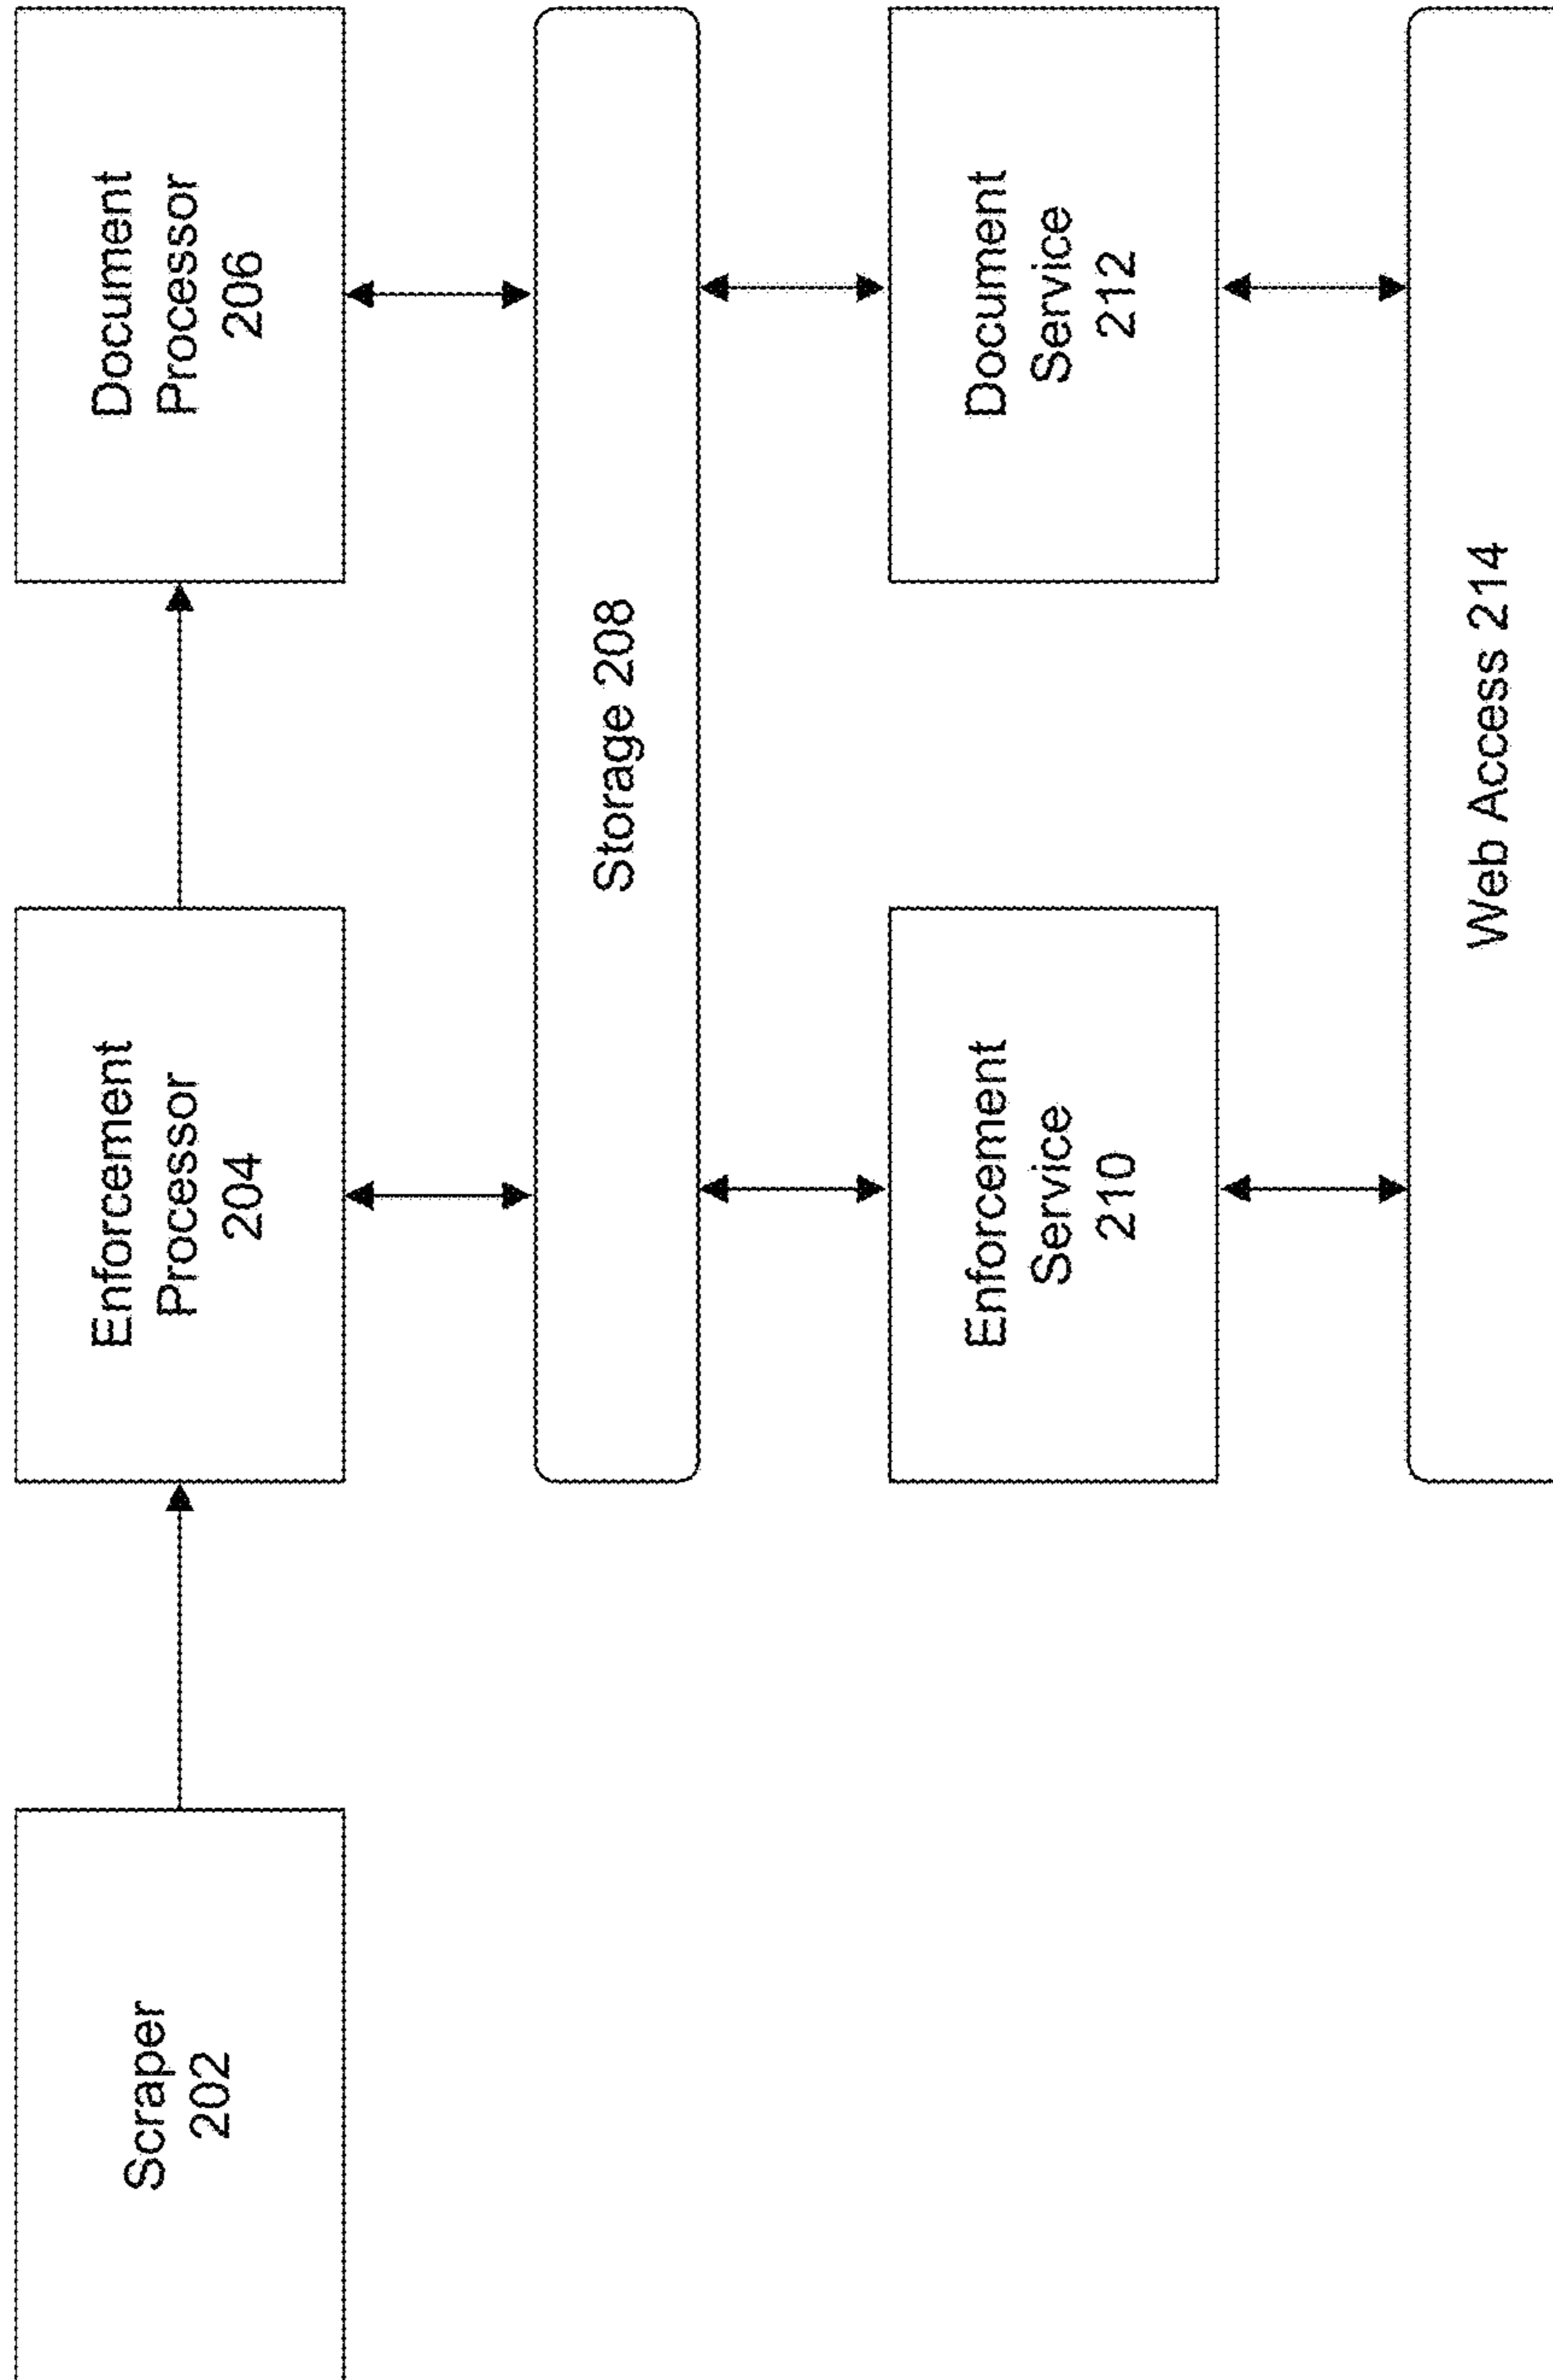 Scraper
202
Enforcement
Processor
204
Document
Processor
206
Storage 208
Enforcement
Service
210
Document
Service
212
Web Access 214